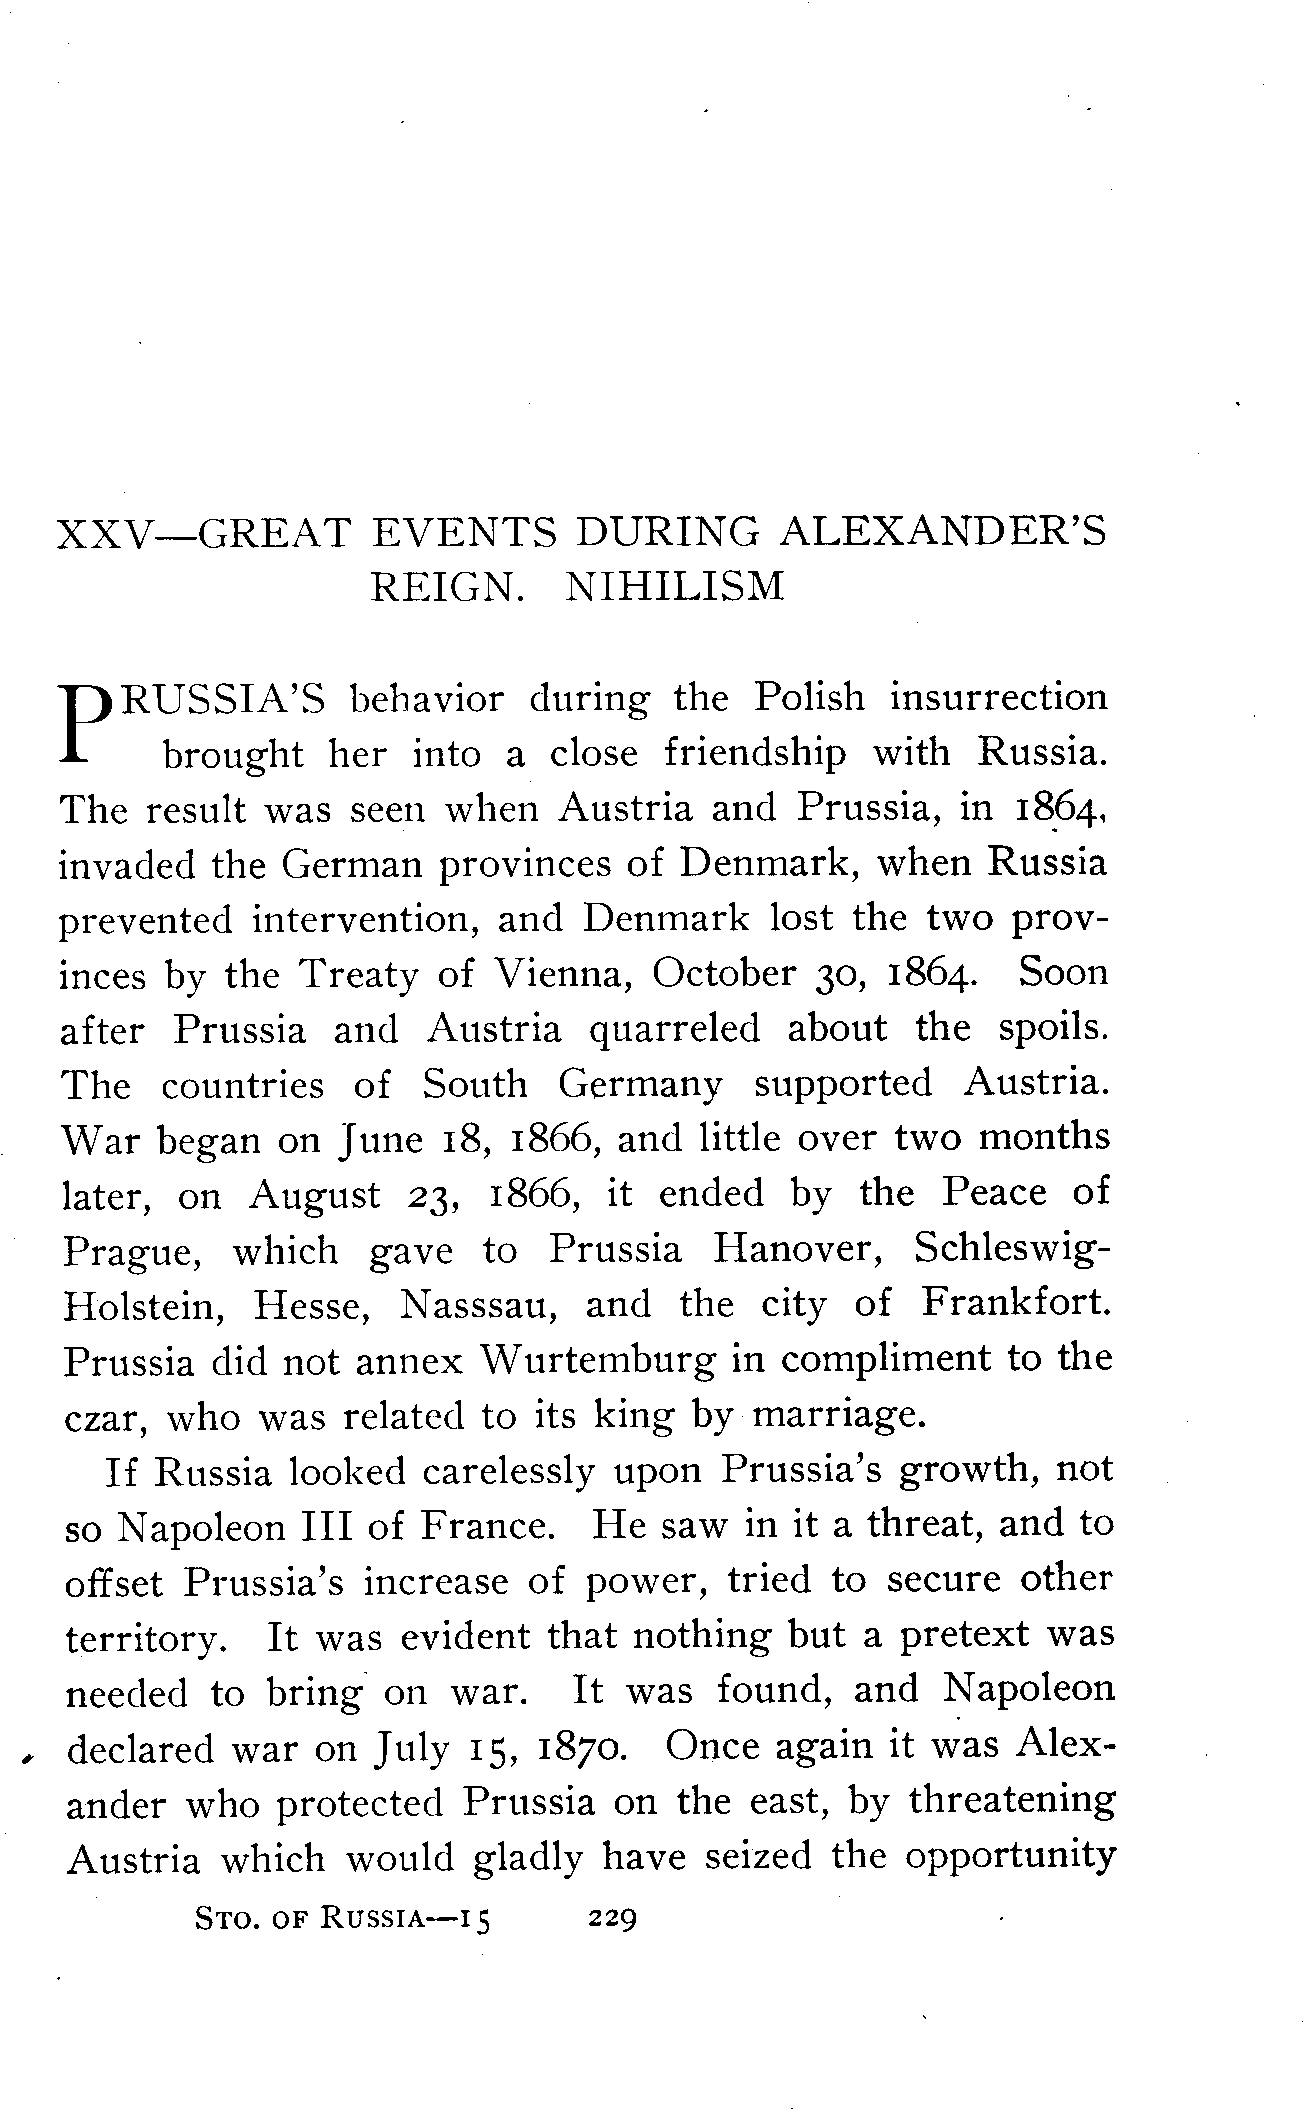 XXV—GREAT EVENTS DURING ALEXANDER'S
REIGN. NIHILISM
PRUSSIA'S behavior during the Polish insurrection
brought her into a close friendship with Russia.
The result was seen when Austria and Prussia, in 1864,
invaded the German provinces of Denmark, when Russia
prevented intervention, and Denmark lost the two prov-
inces by the Treaty of Vienna, October 30, 1864. Soon
after Prussia and Austria quarreled about the spoils.
The countries of South Germany supported Austria.
War began on June 18, 1866, and little over two months
later, on August 23, 1866, it ended by the Peace of
Prague, which gave to Prussia Hanover, Schleswig-
Holstein, Hesse, Nasssau, and the city of Frankfort.
Prussia did not annex Wurtemburg in compliment to the
czar, who was related to its king by marriage.
If Russia looked carelessly upon Prussia's growth, not
so Napoleon III of France. He saw in it a threat, and to
offset Prussia's increase of power, tried to secure other
territory. It was evident that nothing but a pretext was
needed to bring on war. It was found, and Napoleon
declared war on July 15, 1870. Once again it was Alex-
ander who protected Prussia on the east, by threatening
Austria which would gladly have seized the opportunity
STO. OF RUSSIA—15 229